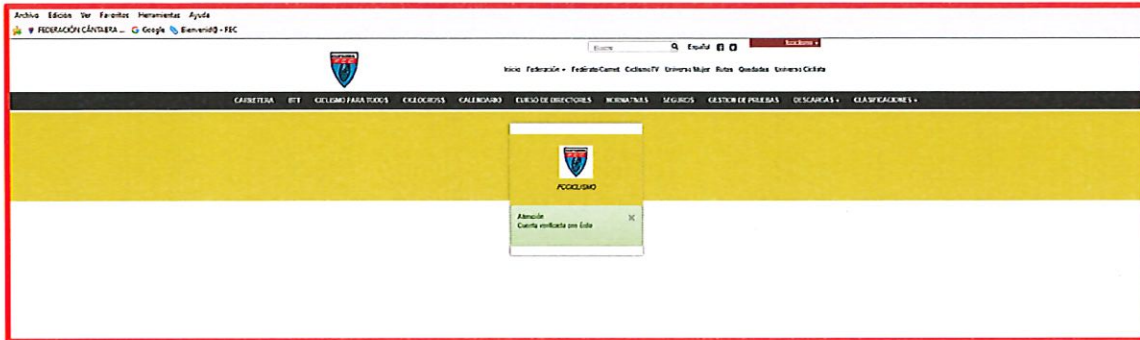 Archivo Edición Ver Favoritos Herramientas Ayuda
FEDERACIÓN CÁNTABRA ... Google Bienvenid@ - FEC
Buscar Español
Inicio Federación Federáte-Carnet CiclismoTV Universo Mujer Rutas Quedadas Universo Ciclista
CARRETERA BTT CICLISMO PARA TODOS CICLOCROSS CALENDARIO CURSO DE DIRECTORES NORMATIVAS SEGUROS GESTION DE PRUEBAS DESCARGAS CLASIFICACIONES
FCCICLISMO
Atención
Cuenta verificada con éxito